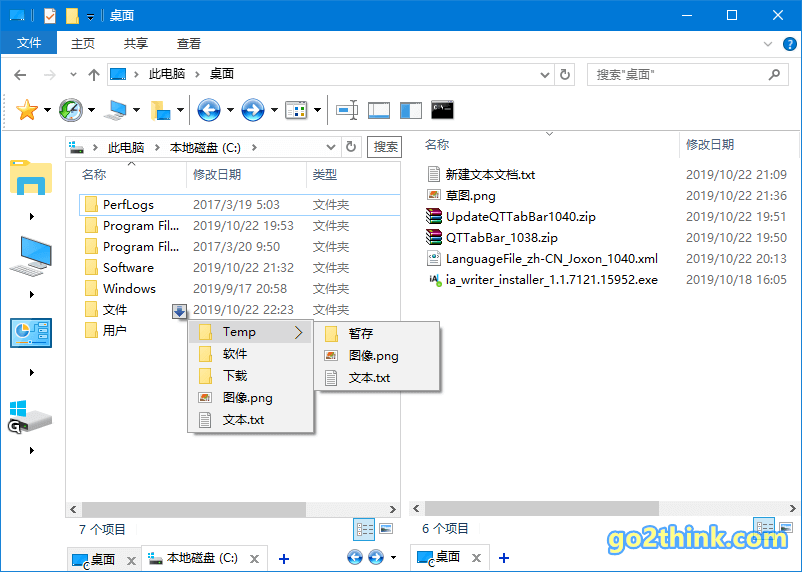 桌面
文件 主页 共享 查看
此电脑 桌面 搜索"桌面"
此电脑 本地磁盘 (C:) 搜索
名称 修改日期 类型
PerfLogs 2017/3/19 5:03 文件夹
Program Fil... 2019/10/22 19:53 文件夹
Program Fil... 2017/3/20 9:50 文件夹
Software 2019/10/22 21:32 文件夹
Windows 2019/9/17 20:58 文件夹
文件 2019/10/22 22:23 文件夹
用户 文件夹
Temp
软件
下载
图像.png
文本.txt
暂存
图像.png
文本.txt
7 个项目
桌面 本地磁盘 (C:)
名称 修改日期
新建文本文档.txt 2019/10/22 21:09
草图.png 2019/10/22 21:36
UpdateQTTabBar1040.zip 2019/10/22 19:51
QTTabBar_1038.zip 2019/10/22 19:50
LanguageFile_zh-CN_Joxon_1040.xml 2019/10/22 20:13
ia_writer_installer_1.1.7121.15952.exe 2019/10/18 16:05
6 个项目
桌面
go2think.com